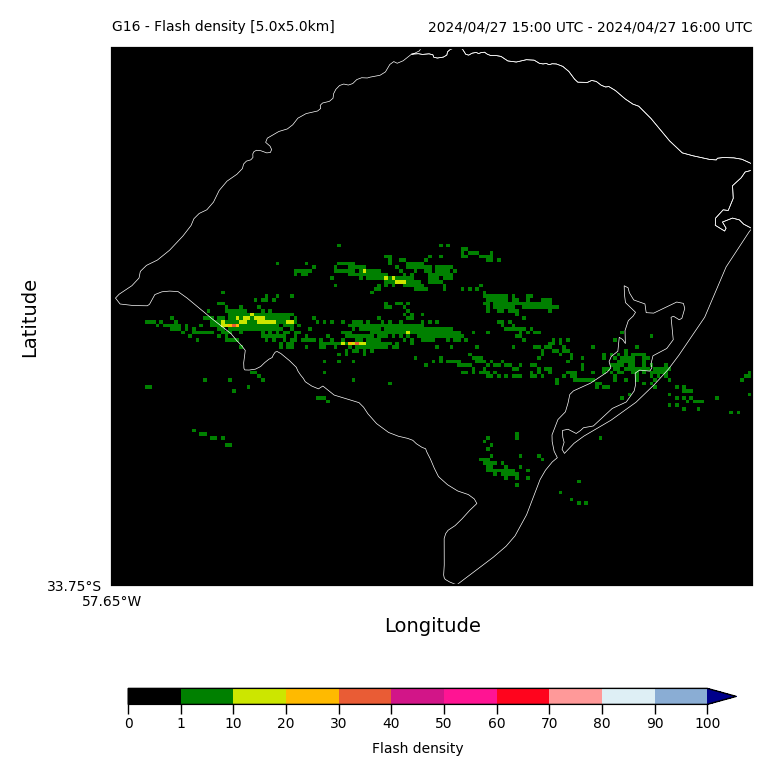 G16 - Flash density [5.0x5.0km] 2024/04/27 15:00 UTC - 2024/04/27 16:00 UTC
Latitude
33.75°S
57.65°W
Longitude
0 1 10 20 30 40 50 60 70 80 90 100
Flash density